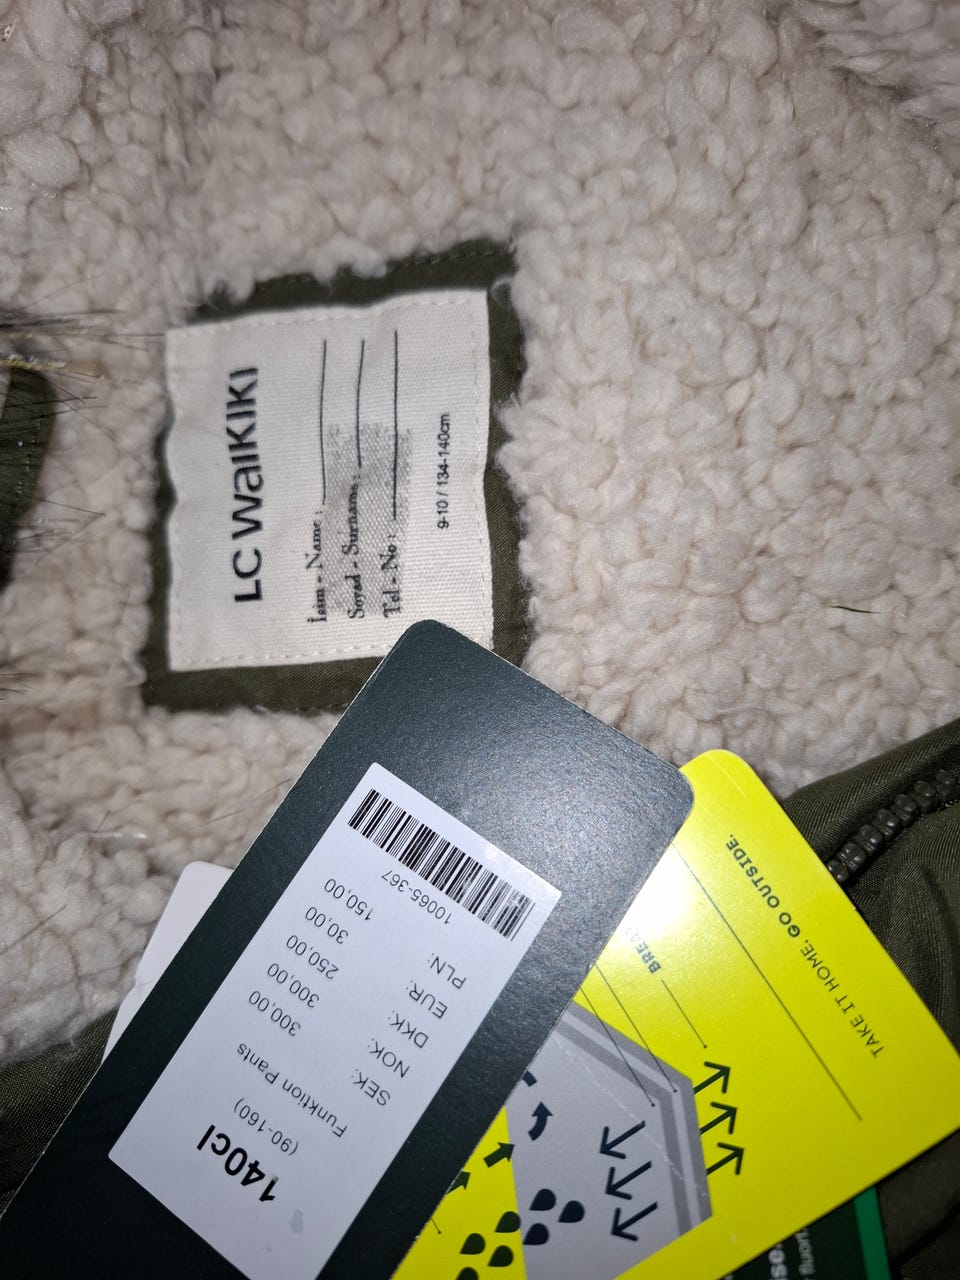 LC WAIKIKI
İsim - Name :
Soyad - Surname :
Tel - No :
9-10 / 134-140cm
140cl
(90-160)
Funktion Pants
SEK: 300,00
NOK: 300,00
DKK: 250,00
EUR: 30,00
PLN: 150,00
10065-367
TAKE IT HOME. GO OUTSIDE.